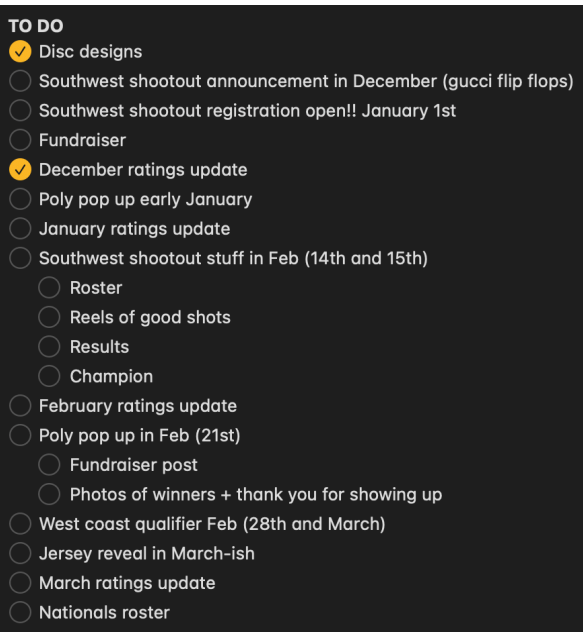 TO DO
Disc designs
Southwest shootout announcement in December (gucci flip flops)
Southwest shootout registration open!! January 1st
Fundraiser
December ratings update
Poly pop up early January
January ratings update
Southwest shootout stuff in Feb (14th and 15th)
Roster
Reels of good shots
Results
Champion
February ratings update
Poly pop up in Feb (21st)
Fundraiser post
Photos of winners + thank you for showing up
West coast qualifier Feb (28th and March)
Jersey reveal in March-ish
March ratings update
Nationals roster